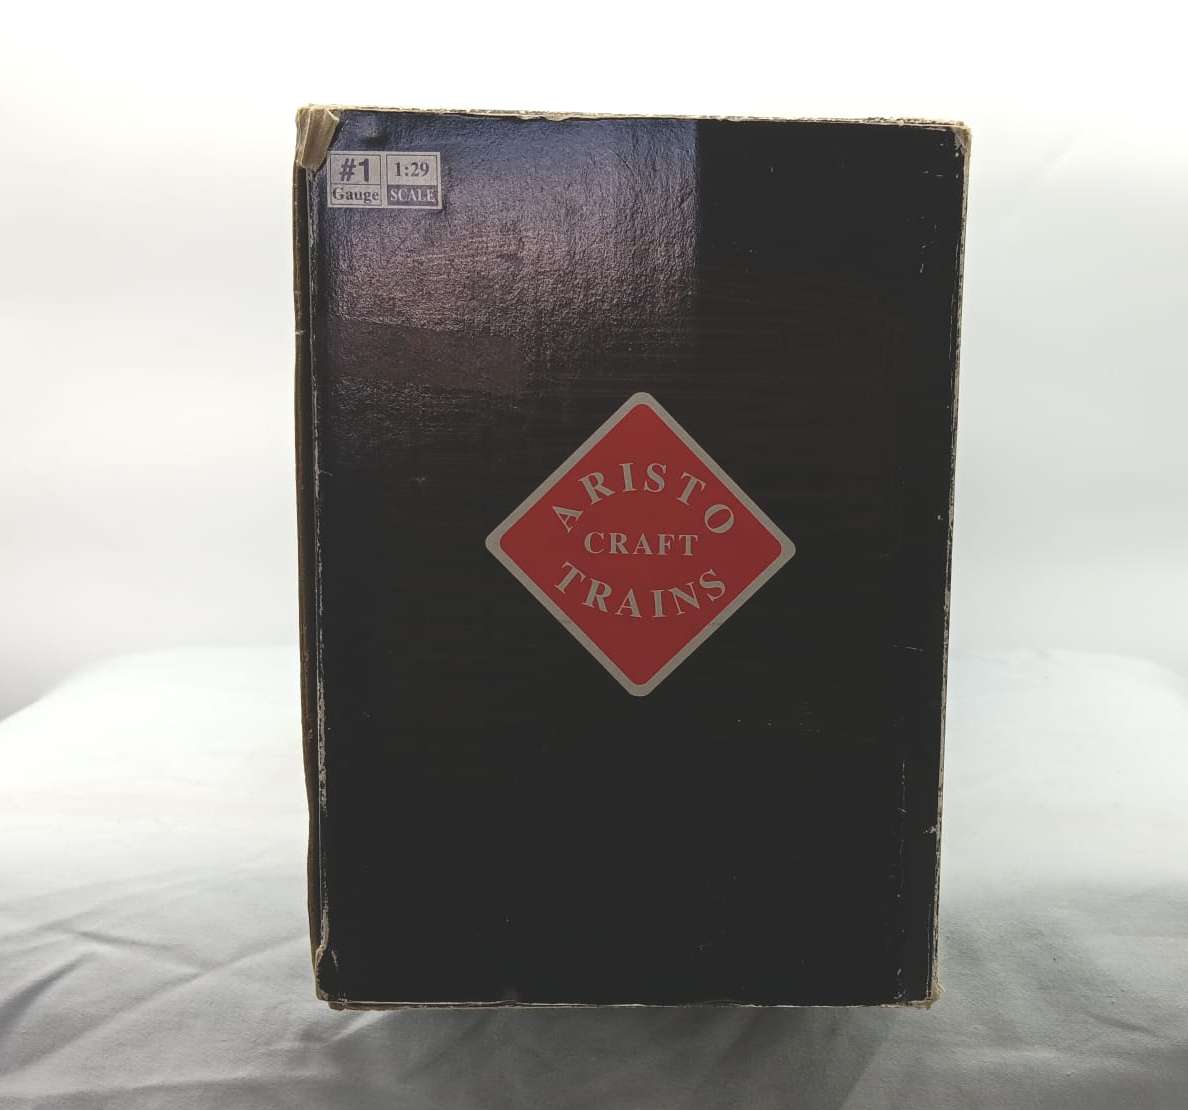 #1 1:29
Gauge SCALE
ARISTO
CRAFT
TRAINS